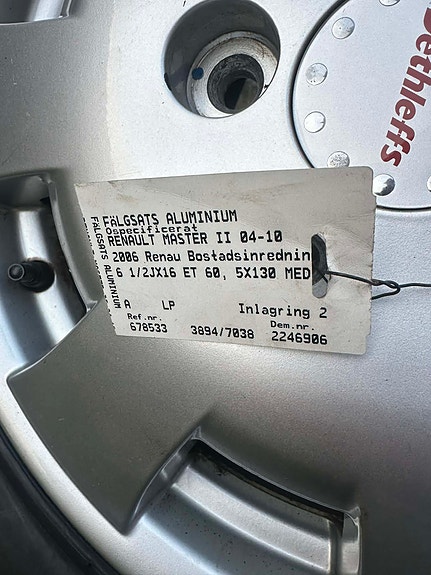 Dethleffs
FÄLGSATS ALUMINIUM
Ospecificerat
RENAULT MASTER II 04-10
2006 Renau Bostadsinrednin
6 1/2JX16 ET 60, 5X130 MED
A LP Inlagring 2
Ref.nr. Dem.nr.
678533 3894/7038 2246906
FÄLGSATS ALUMINIUM